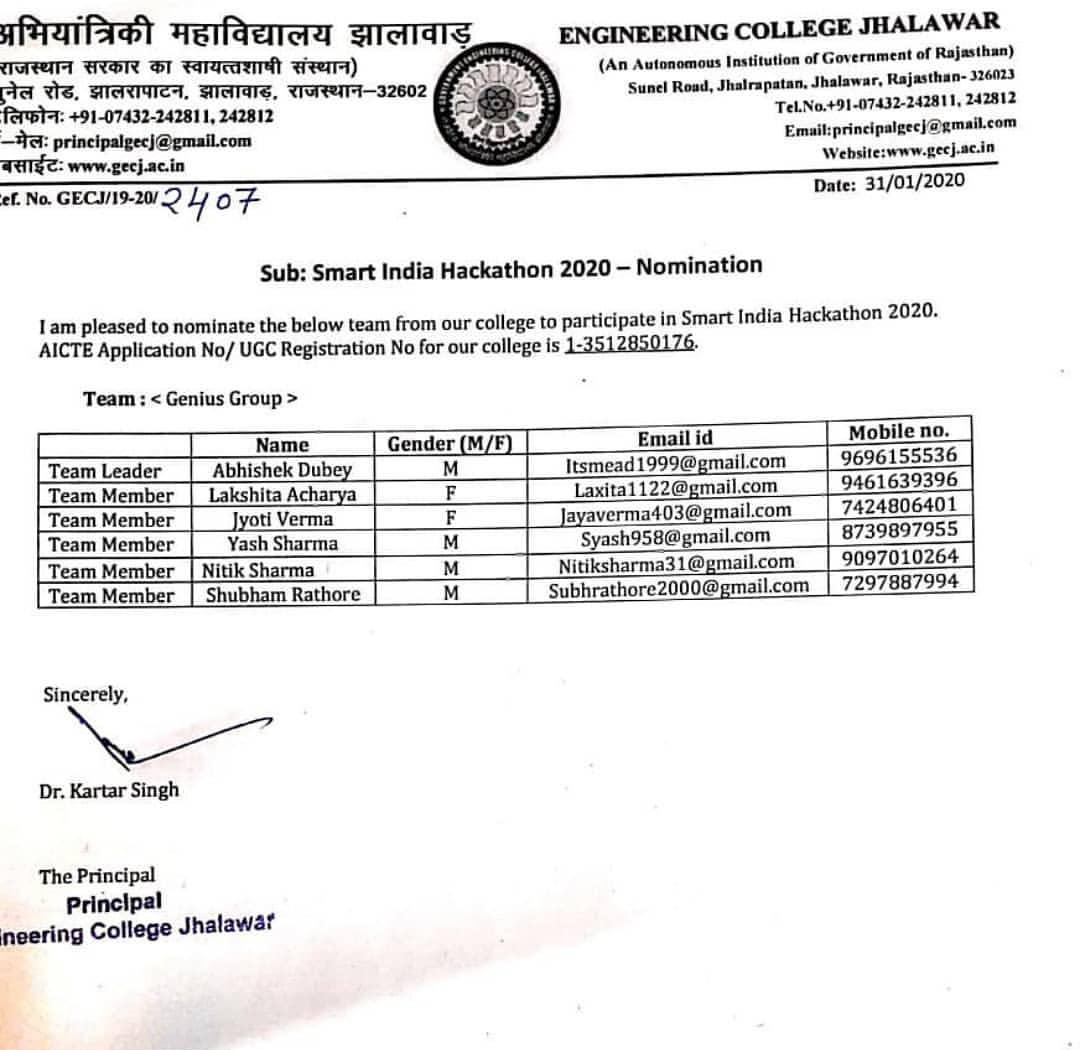 अभियांत्रिकी महाविद्यालय झालावाड़
राजस्थान सरकार का स्वायत्तशाषी संस्थान)
रोड, झालरापाटन, झालावाड़, राजस्थान–32602
+91-07432-242811, 242812
–मेल: principalgecj@gmail.com
www.gecj.ac.in
ENGINEERING COLLEGE JHALAWAR
(An Autonomous Institution of Government of Rajasthan)
Sunel Road, Jhalrapatan, Jhalawar, Rajasthan- 326023
Tel.No.+91-07432-242811, 242812
Email:principalgecj@gmail.com
Website:www.gecj.ac.in
ef. No. GECJ/19-20/2407
Date: 31/01/2020
Sub: Smart India Hackathon 2020 – Nomination
I am pleased to nominate the below team from our college to participate in Smart India Hackathon 2020.
AICTE Application No/ UGC Registration No for our college is 1-3512850176.
Team : < Genius Group >
Name Gender (M/F) Email id Mobile no.
Team Leader Abhishek Dubey M Itsmead1999@gmail.com 9696155536
Team Member Lakshita Acharya F Laxita1122@gmail.com 9461639396
Team Member Jyoti Verma F Jayaverma403@gmail.com 7424806401
Team Member Yash Sharma M Syash958@gmail.com 8739897955
Team Member Nitik Sharma M Nitiksharma31@gmail.com 9097010264
Team Member Shubham Rathore M Subhrathore2000@gmail.com 7297887994
Sincerely,
Dr. Kartar Singh
The Principal
Principal
ineering College Jhalawar